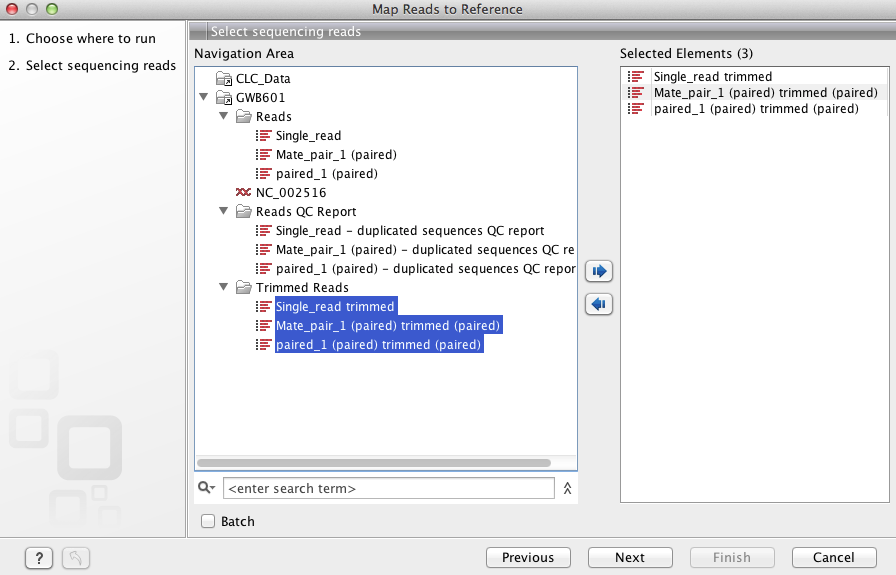 Map Reads to Reference
1. Choose where to run
2. Select sequencing reads
Select sequencing reads
Navigation Area
CLC_Data
GWB601
Reads
Single_read
Mate_pair_1 (paired)
paired_1 (paired)
NC_002516
Reads QC Report
Single_read – duplicated sequences QC report
Mate_pair_1 (paired) – duplicated sequences QC re
paired_1 (paired) – duplicated sequences QC repor
Trimmed Reads
Single_read trimmed
Mate_pair_1 (paired) trimmed (paired)
paired_1 (paired) trimmed (paired)
<enter search term>
Batch
Selected Elements (3)
Single_read trimmed
Mate_pair_1 (paired) trimmed (paired)
paired_1 (paired) trimmed (paired)
?
Previous
Next
Finish
Cancel